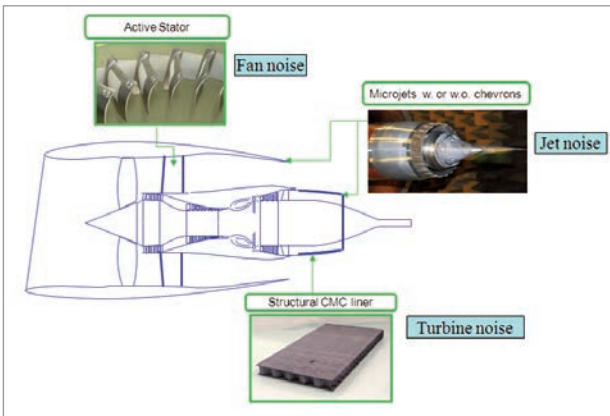 Active Stator
Fan noise
Microjets w. or w.o. chevrons
Jet noise
Structural CMC liner
Turbine noise